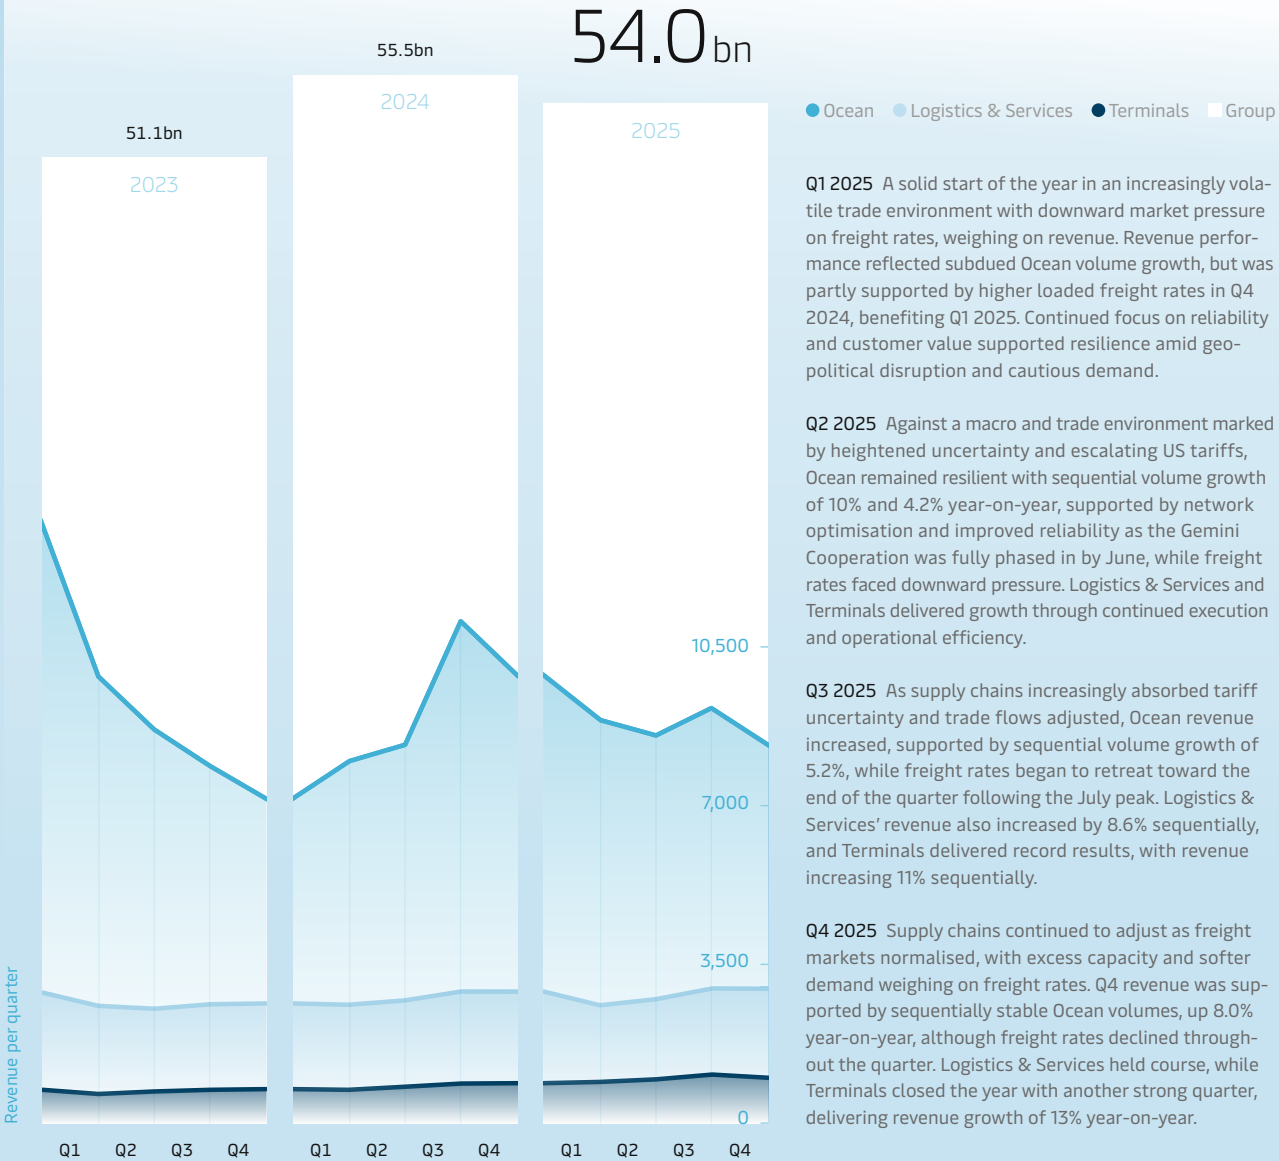 51.1bn
55.5bn
54.0bn
2023
2024
2025
Ocean Logistics & Services Terminals Group
10,500
7,000
3,500
0
Revenue per quarter
Q1 Q2 Q3 Q4
Q1 Q2 Q3 Q4
Q1 Q2 Q3 Q4
Q1 2025 A solid start of the year in an increasingly vola-
tile trade environment with downward market pressure
on freight rates, weighing on revenue. Revenue perfor-
mance reflected subdued Ocean volume growth, but was
partly supported by higher loaded freight rates in Q4
2024, benefiting Q1 2025. Continued focus on reliability
and customer value supported resilience amid geo-
political disruption and cautious demand.
Q2 2025 Against a macro and trade environment marked
by heightened uncertainty and escalating US tariffs,
Ocean remained resilient with sequential volume growth
of 10% and 4.2% year-on-year, supported by network
optimisation and improved reliability as the Gemini
Cooperation was fully phased in by June, while freight
rates faced downward pressure. Logistics & Services and
Terminals delivered growth through continued execution
and operational efficiency.
Q3 2025 As supply chains increasingly absorbed tariff
uncertainty and trade flows adjusted, Ocean revenue
increased, supported by sequential volume growth of
5.2%, while freight rates began to retreat toward the
end of the quarter following the July peak. Logistics &
Services' revenue also increased by 8.6% sequentially,
and Terminals delivered record results, with revenue
increasing 11% sequentially.
Q4 2025 Supply chains continued to adjust as freight
markets normalised, with excess capacity and softer
demand weighing on freight rates. Q4 revenue was sup-
ported by sequentially stable Ocean volumes, up 8.0%
year-on-year, although freight rates declined through-
out the quarter. Logistics & Services held course, while
Terminals closed the year with another strong quarter,
delivering revenue growth of 13% year-on-year.